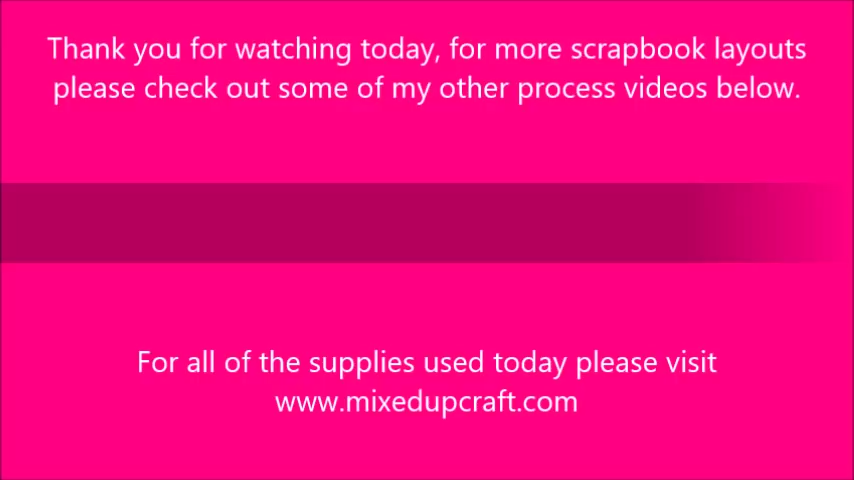 Thank you for watching today, for more scrapbook layouts
please check out some of my other process videos below.
For all of the supplies used today please visit
www.mixedupcraft.com